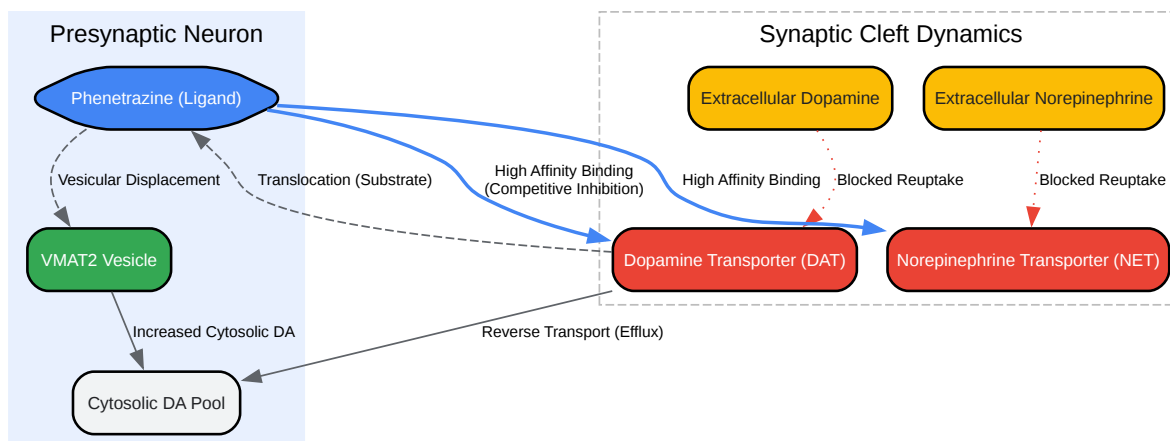 Presynaptic Neuron
Synaptic Cleft Dynamics
Phenetrazine (Ligand)
Extracellular Dopamine
Extracellular Norepinephrine
Vesicular Displacement
Translocation (Substrate)
High Affinity Binding
(Competitive Inhibition)
High Affinity Binding
Blocked Reuptake
Blocked Reuptake
VMAT2 Vesicle
Dopamine Transporter (DAT)
Norepinephrine Transporter (NET)
Increased Cytosolic DA
Reverse Transport (Efflux)
Cytosolic DA Pool